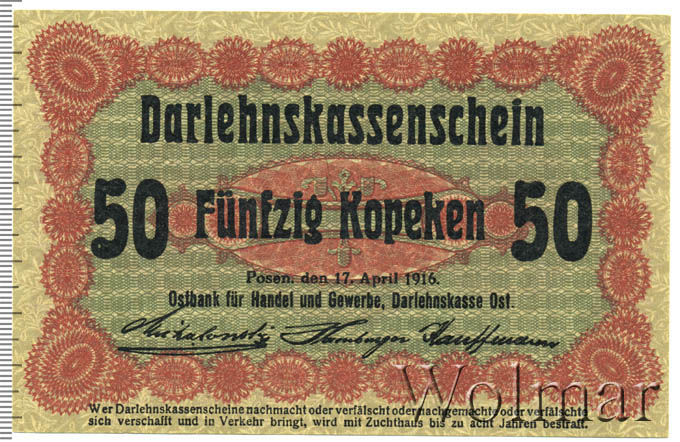 Darlehnskassenschein
50 Fünfzig Kopeken 50
Posen, den 17. April 1916.
Ostbank für Handel und Gewerbe, Darlehnskasse Ost.
Hamburger Kauffmann
Wer Darlehnskassenscheine nachmacht oder verfälscht oder nachgemachte oder verfälschte
sich verschafft und in Verkehr bringt, wird mit Zuchthaus bis zu acht Jahren bestraft.
Wolmar